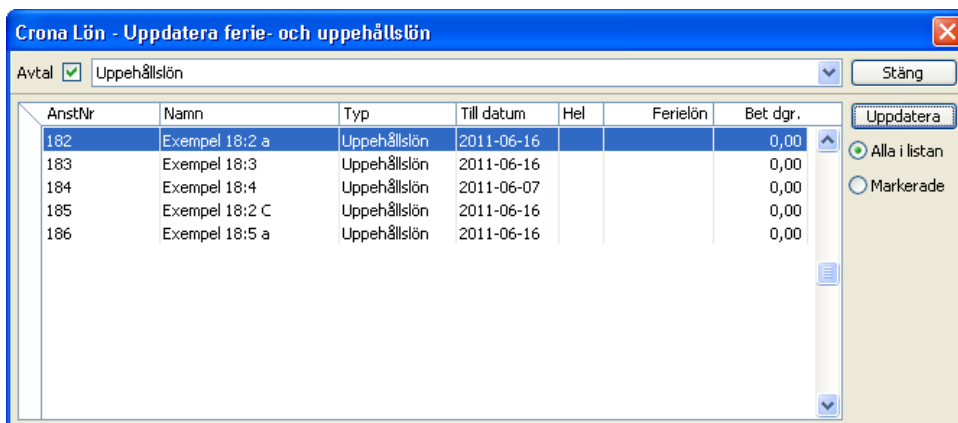 Crona Lön - Uppdatera ferie- och uppehållslön
Avtal Uppehållslön Stäng
AnstNr Namn Typ Till datum Hel Ferielön Bet dgr. Uppdatera
182 Exempel 18:2 a Uppehållslön 2011-06-16 0,00
Alla i listan
183 Exempel 18:3 Uppehållslön 2011-06-16 0,00
184 Exempel 18:4 Uppehållslön 2011-06-07 0,00 Markerade
185 Exempel 18:2 C Uppehållslön 2011-06-16 0,00
186 Exempel 18:5 a Uppehållslön 2011-06-16 0,00